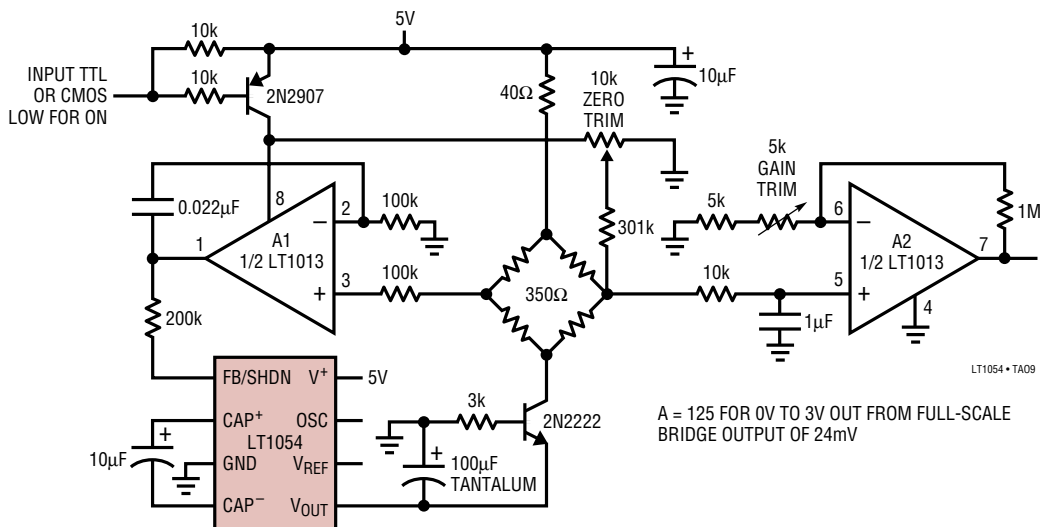 5V
10k
10k
INPUT TTL
OR CMOS
LOW FOR ON
2N2907
40Ω
10k
ZERO
TRIM
+
10µF
5k
GAIN
TRIM
0.022µF
8
2
−
100k
1
A1
1/2 LT1013
+
3
100k
301k
5k
6
−
1M
A2
1/2 LT1013
7
350Ω
10k
5
+
4
1µF
200k
LT1054 • TA09
FB/SHDN
V+
5V
CAP+
OSC
LT1054
+
10µF
GND
VREF
CAP−
VOUT
3k
2N2222
+
100µF
TANTALUM
A = 125 FOR 0V TO 3V OUT FROM FULL-SCALE
BRIDGE OUTPUT OF 24mV